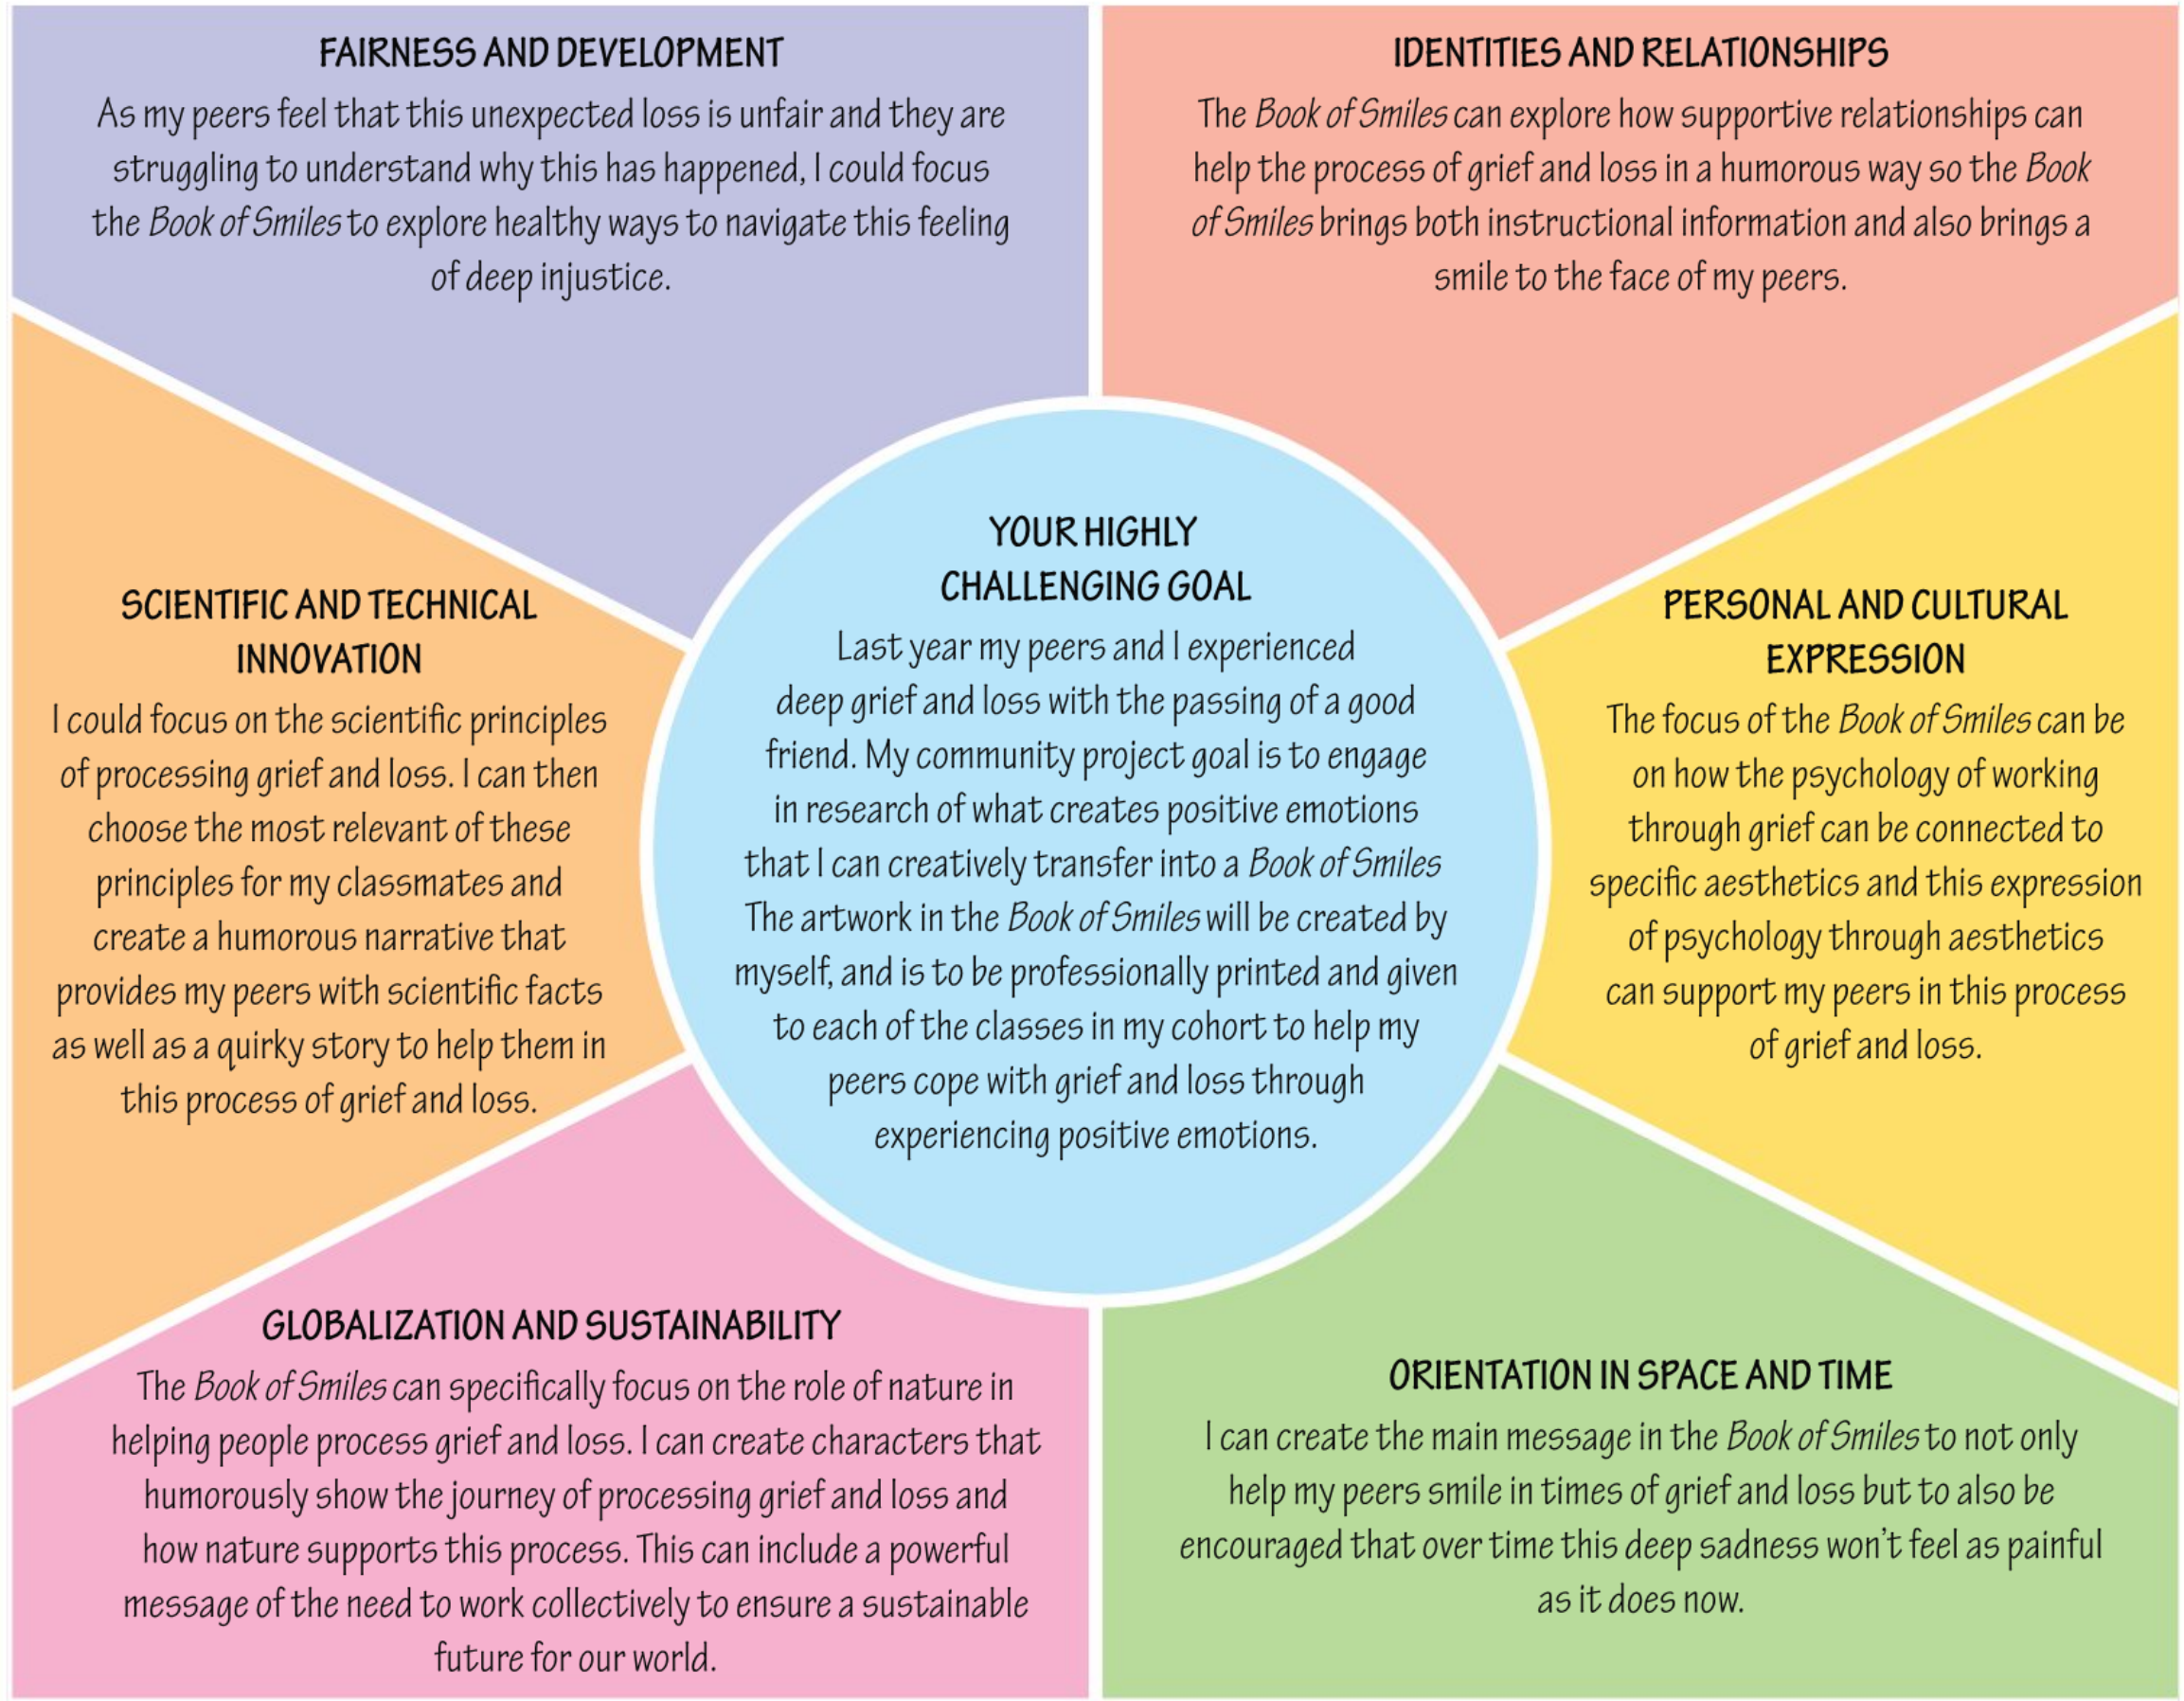 FAIRNESS AND DEVELOPMENT
As my peers feel that this unexpected loss is unfair and they are
struggling to understand why this has happened, I could focus
the Book of Smiles to explore healthy ways to navigate this feeling
of deep injustice.
IDENTITIES AND RELATIONSHIPS
The Book of Smiles can explore how supportive relationships can
help the process of grief and loss in a humorous way so the Book
of Smiles brings both instructional information and also brings a
smile to the face of my peers.
SCIENTIFIC AND TECHNICAL
INNOVATION
I could focus on the scientific principles
of processing grief and loss. I can then
choose the most relevant of these
principles for my classmates and
create a humorous narrative that
provides my peers with scientific facts
as well as a quirky story to help them in
this process of grief and loss.
YOUR HIGHLY
CHALLENGING GOAL
Last year my peers and I experienced
deep grief and loss with the passing of a good
friend. My community project goal is to engage
in research of what creates positive emotions
that I can creatively transfer into a Book of Smiles
The artwork in the Book of Smiles will be created by
myself, and is to be professionally printed and given
to each of the classes in my cohort to help my
peers cope with grief and loss through
experiencing positive emotions.
PERSONAL AND CULTURAL
EXPRESSION
The focus of the Book of Smiles can be
on how the psychology of working
through grief can be connected to
specific aesthetics and this expression
of psychology through aesthetics
can support my peers in this process
of grief and loss.
GLOBALIZATION AND SUSTAINABILITY
The Book of Smiles can specifically focus on the role of nature in
helping people process grief and loss. I can create characters that
humorously show the journey of processing grief and loss and
how nature supports this process. This can include a powerful
message of the need to work collectively to ensure a sustainable
future for our world.
ORIENTATION IN SPACE AND TIME
I can create the main message in the Book of Smiles to not only
help my peers smile in times of grief and loss but to also be
encouraged that over time this deep sadness won't feel as painful
as it does now.